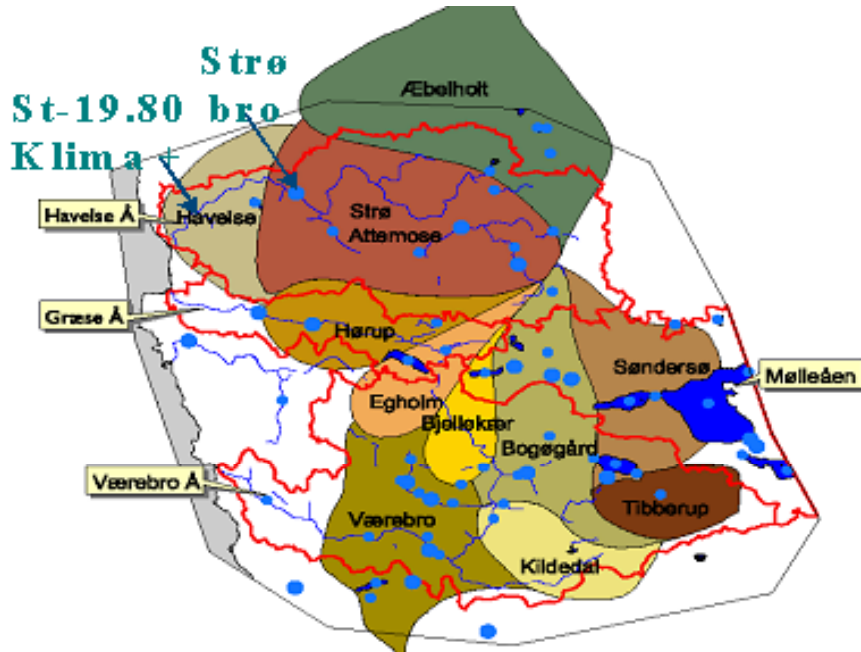 Strø
St-19.80 bro
Klima+
Æbelholt
Havelse Å
Havelse
Strø
Attemose
Græse Å
Hørup
Søndersø
Mølleåen
Egholm
Bjelløkær
Bogøgård
Værebro Å
Værebro
Tibberup
Kildedal